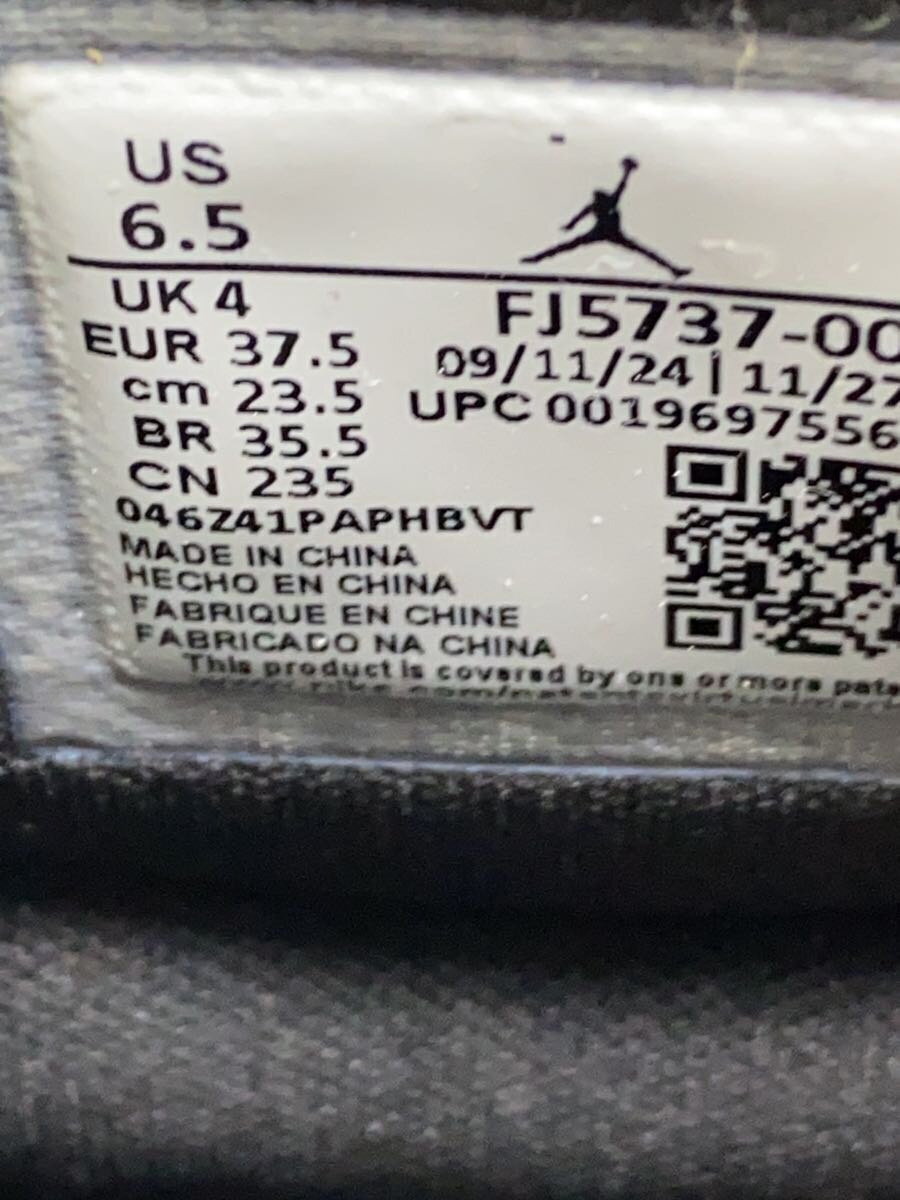 US
6.5
UK 4
EUR 37.5
cm 23.5
BR 35.5
CN 235
FJ5737-00
09/11/24 | 11/27
UPC 0019697556
046Z41PAPHBVT
MADE IN CHINA
HECHO EN CHINA
FABRIQUE EN CHINE
FABRICADO NA CHINA
This product is covered by one or more pate